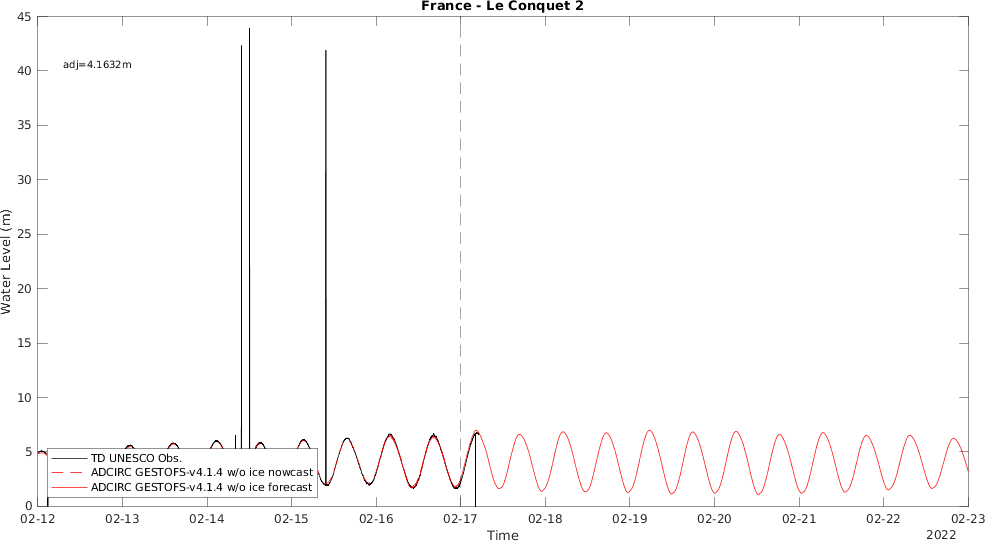 France - Le Conquet 2
Water Level (m)
45
40
35
30
25
20
15
10
5
0
adj=4.1632m
TD UNESCO Obs.
ADCIRC GESTOFS-v4.1.4 w/o ice nowcast
ADCIRC GESTOFS-v4.1.4 w/o ice forecast
02-12 02-13 02-14 02-15 02-16 02-17 02-18 02-19 02-20 02-21 02-22 02-23
Time
2022